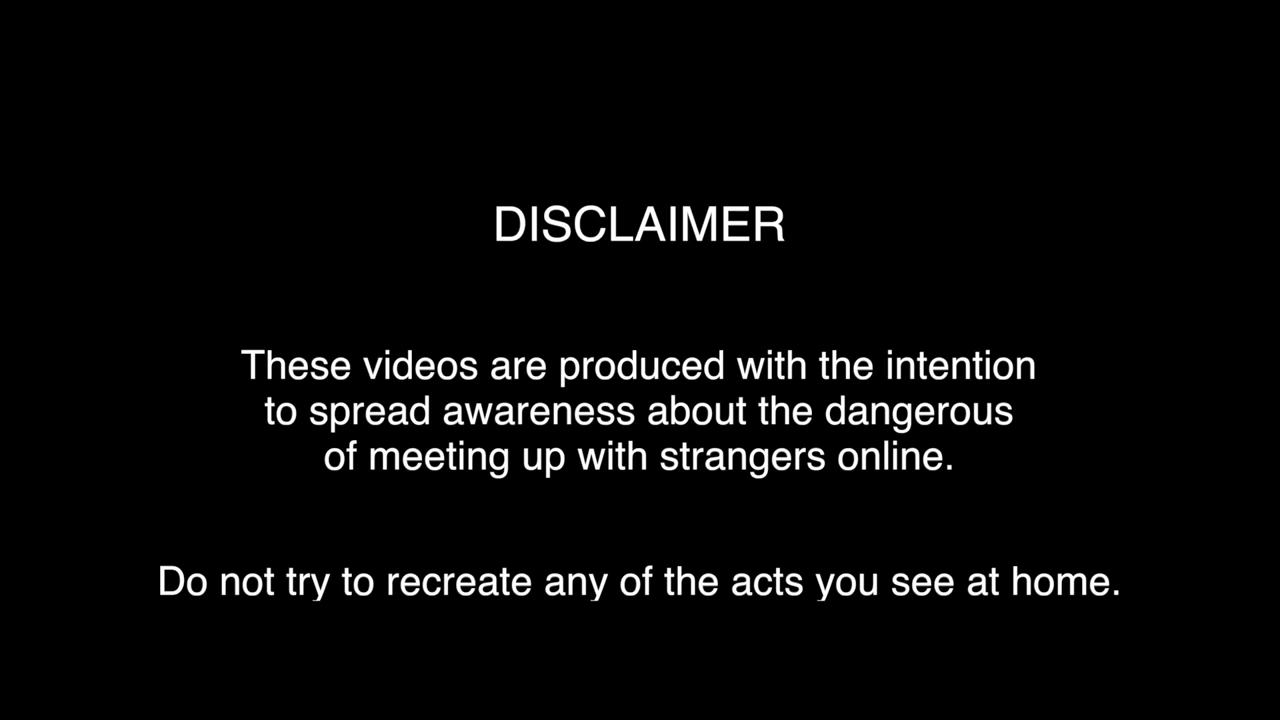 DISCLAIMER
These videos are produced with the intention
to spread awareness about the dangerous
of meeting up with strangers online.
Do not try to recreate any of the acts you see at home.